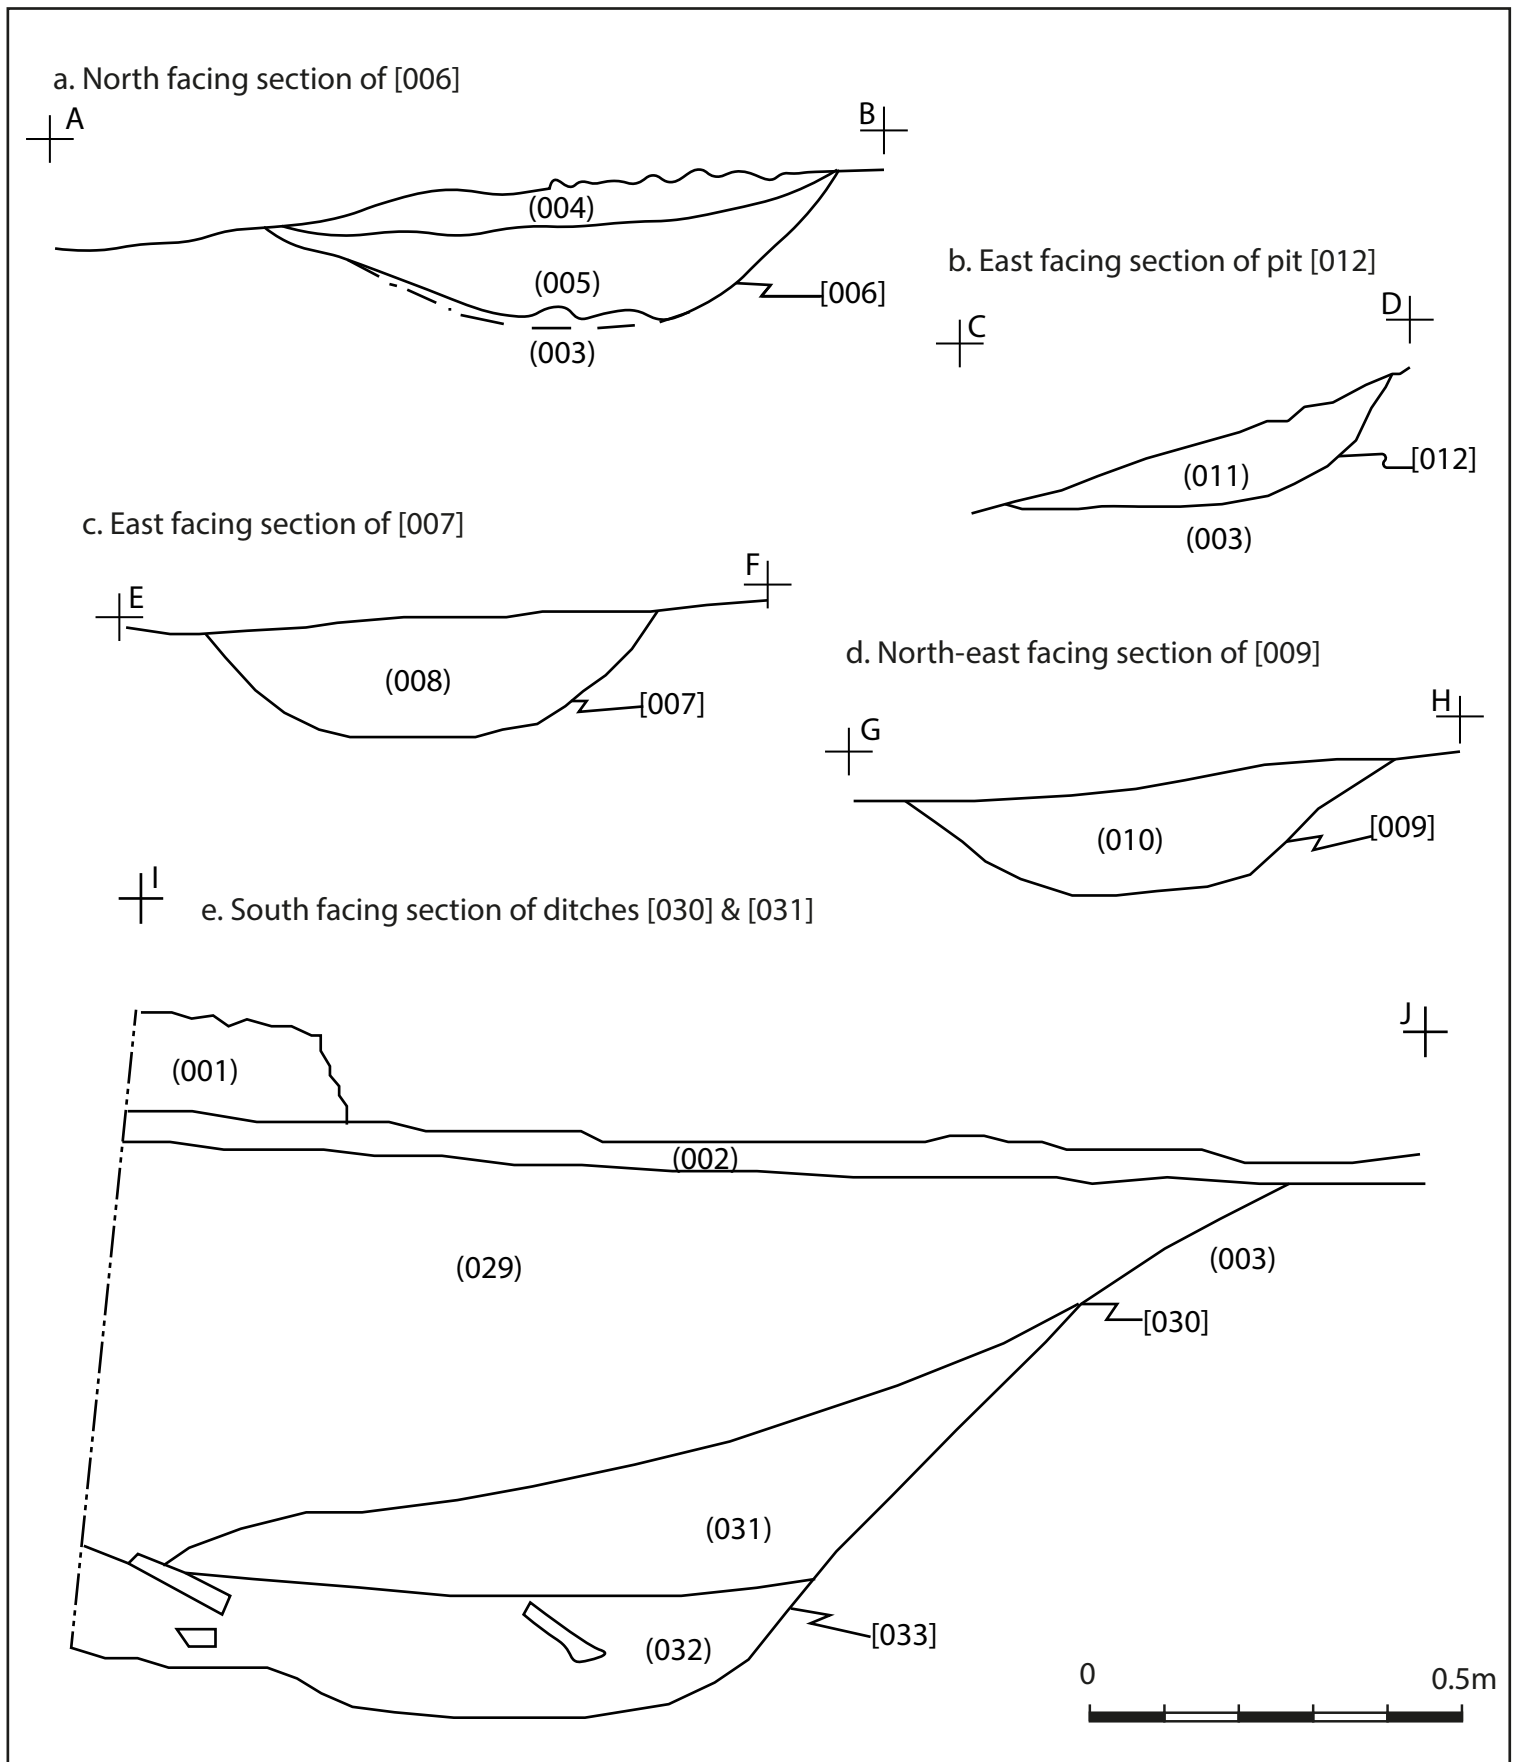 a. North facing section of [006]
A
B
(004)
(005)
[006]
(003)
b. East facing section of pit [012]
C
D
(011)
[012]
(003)
c. East facing section of [007]
E
F
(008)
[007]
d. North-east facing section of [009]
G
H
(010)
[009]
I
e. South facing section of ditches [030] & [031]
J
(001)
(002)
(029)
(003)
[030]
(031)
(032)
[033]
0 0.5m